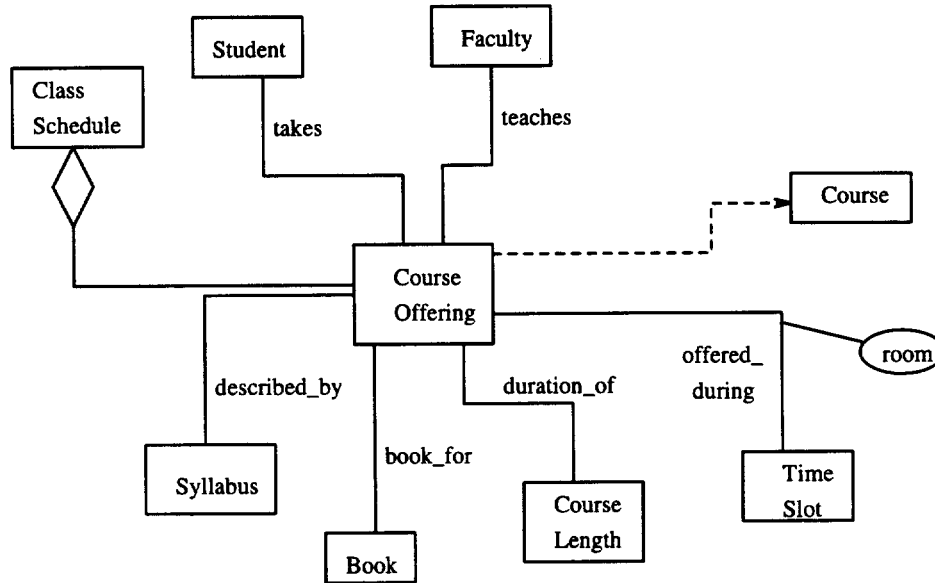 Student
Faculty
Class
Schedule
takes
teaches
Course
Course
Offering
room
offered_
during
described_by
duration_of
book_for
Syllabus
Time
Slot
Course
Length
Book